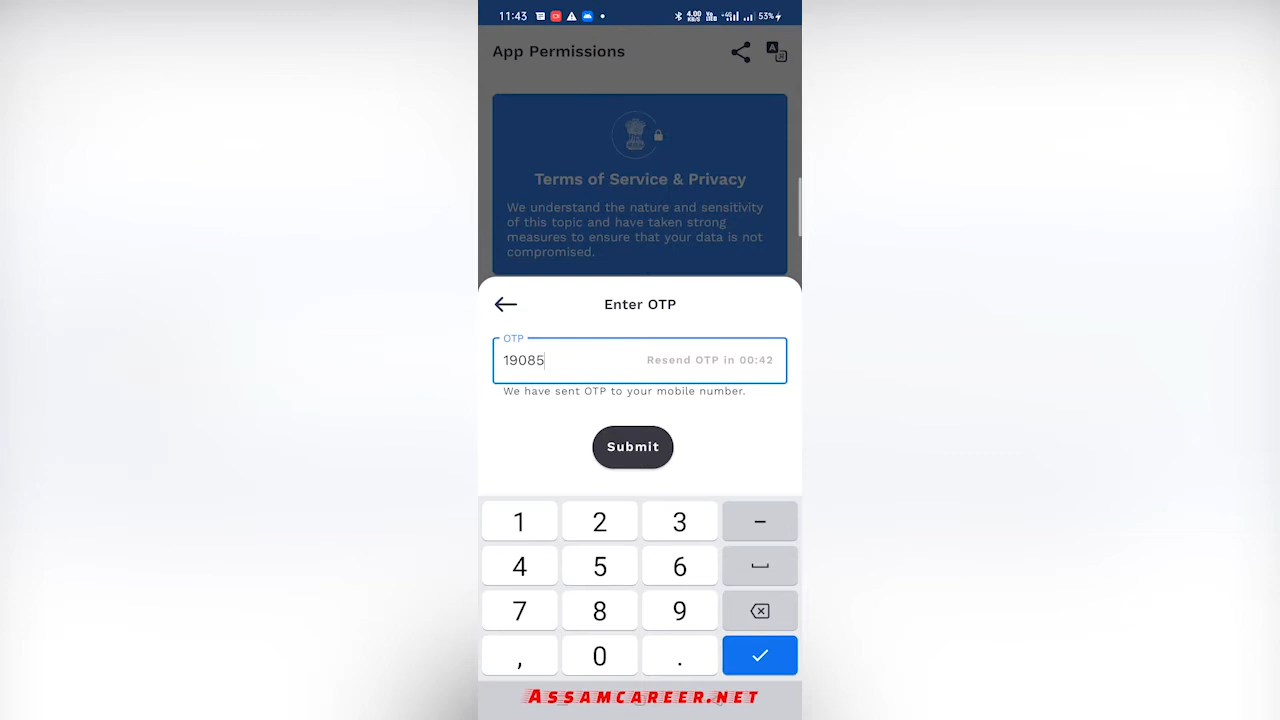 11:43
4.00 KB/S
53%
App Permissions
Terms of Service & Privacy
We understand the nature and sensitivity
of this topic and have taken strong
measures to ensure that your data is not
compromised.
Enter OTP
OTP
19085
Resend OTP in 00:42
We have sent OTP to your mobile number.
Submit
1 2 3 –
4 5 6
7 8 9
, 0 .
ASSAMCAREER.NET